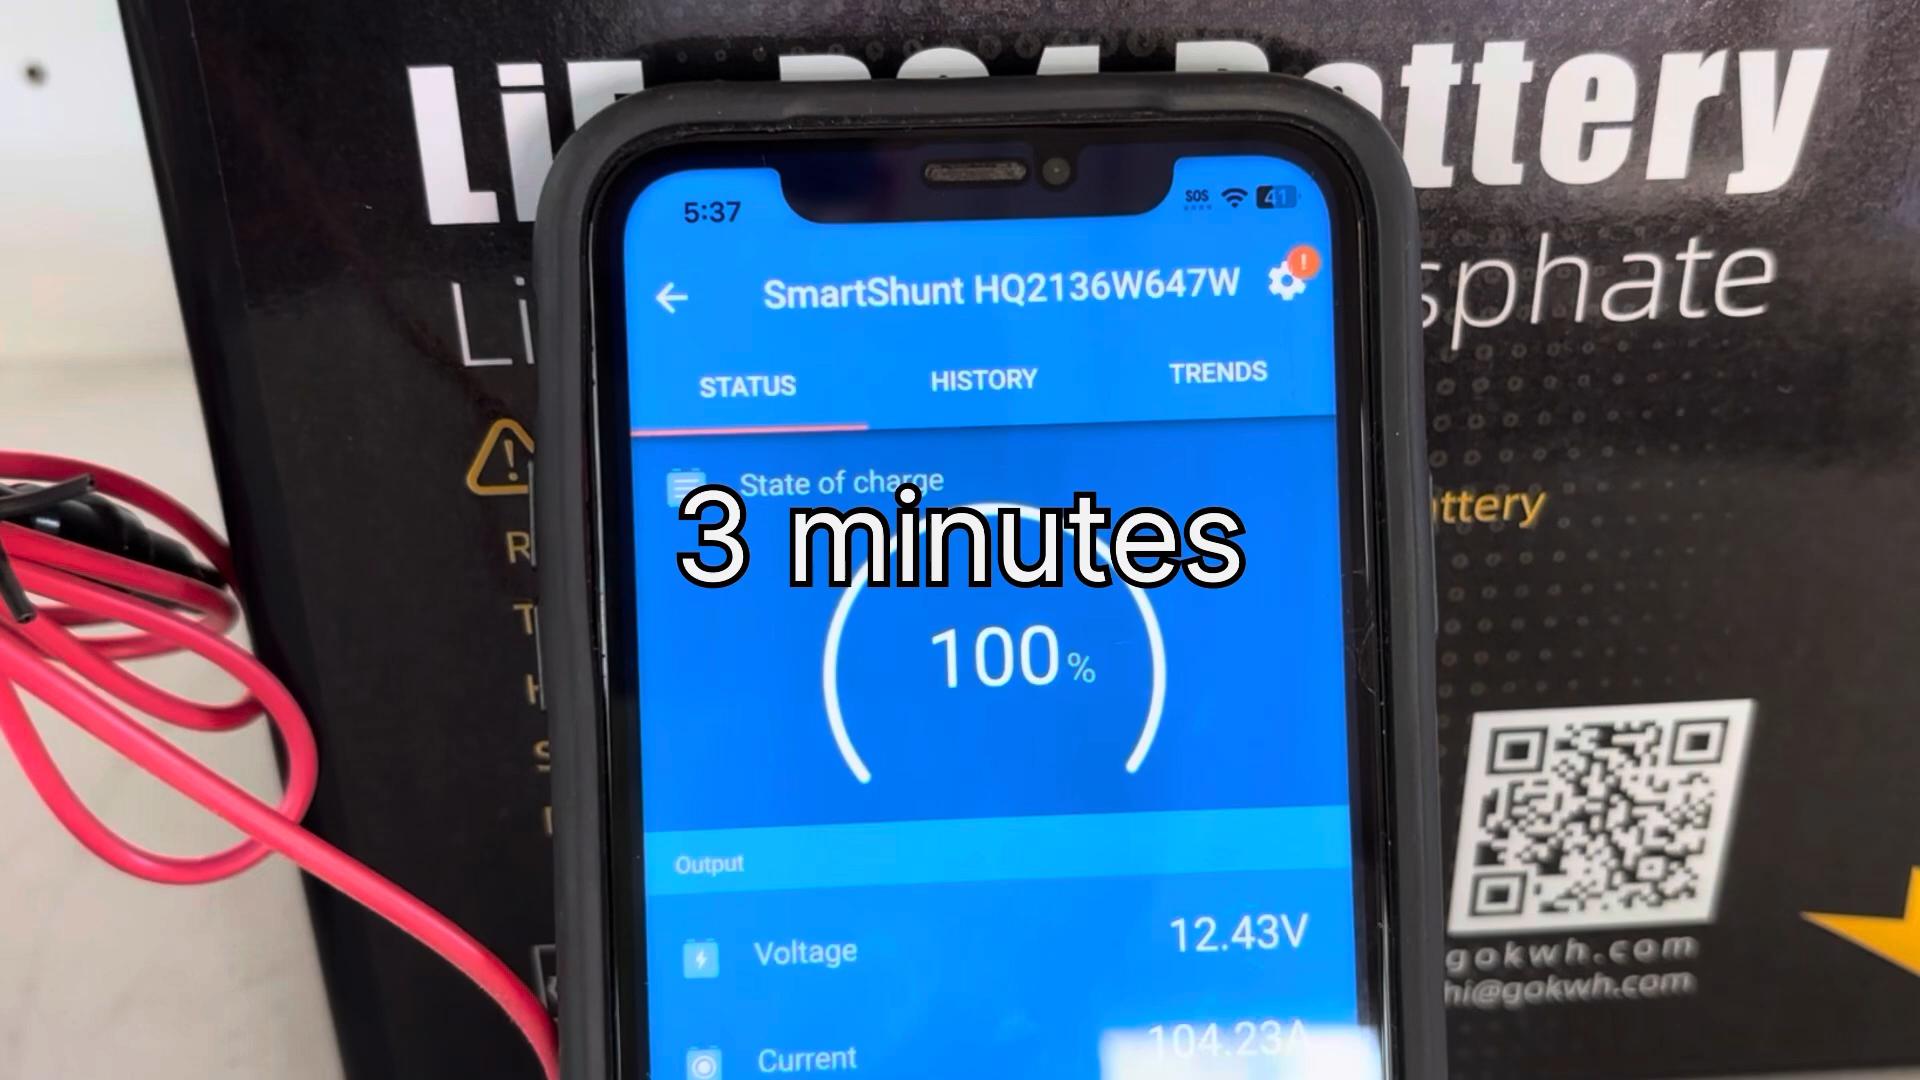 5:37
SOS
41
SmartShunt HQ2136W647W
!
STATUS HISTORY TRENDS
State of charge
3 minutes
100%
Output
Voltage 12.43V
Current 104.23A
ttery
sphate
Li
ttery
gokwh.com
hi@gokwh.com